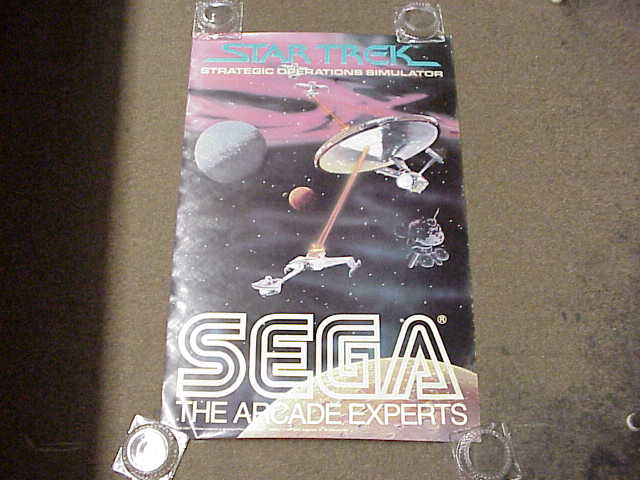 STAR TREK
STRATEGIC OPERATIONS SIMULATOR
SEGA®
THE ARCADE EXPERTS